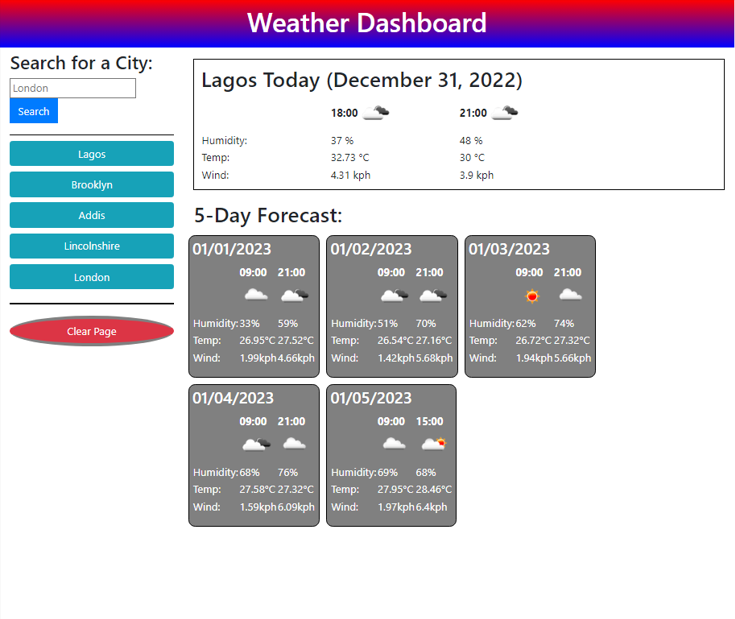 Weather Dashboard
Search for a City:
London
Search
Lagos
Brooklyn
Addis
Lincolnshire
London
Clear Page
Lagos Today (December 31, 2022)
18:00 21:00
Humidity: 37 % 48 %
Temp: 32.73 °C 30 °C
Wind: 4.31 kph 3.9 kph
5-Day Forecast:
01/01/2023
09:00 21:00
Humidity:33% 59%
Temp: 26.95°C 27.52°C
Wind: 1.99kph 4.66kph
01/02/2023
09:00 21:00
Humidity:51% 70%
Temp: 26.54°C 27.16°C
Wind: 1.42kph 5.68kph
01/03/2023
09:00 21:00
Humidity:62% 74%
Temp: 26.72°C 27.32°C
Wind: 1.94kph 5.66kph
01/04/2023
09:00 21:00
Humidity:68% 76%
Temp: 27.58°C 27.32°C
Wind: 1.59kph 6.09kph
01/05/2023
09:00 15:00
Humidity:69% 68%
Temp: 27.95°C 28.46°C
Wind: 1.97kph 6.4kph